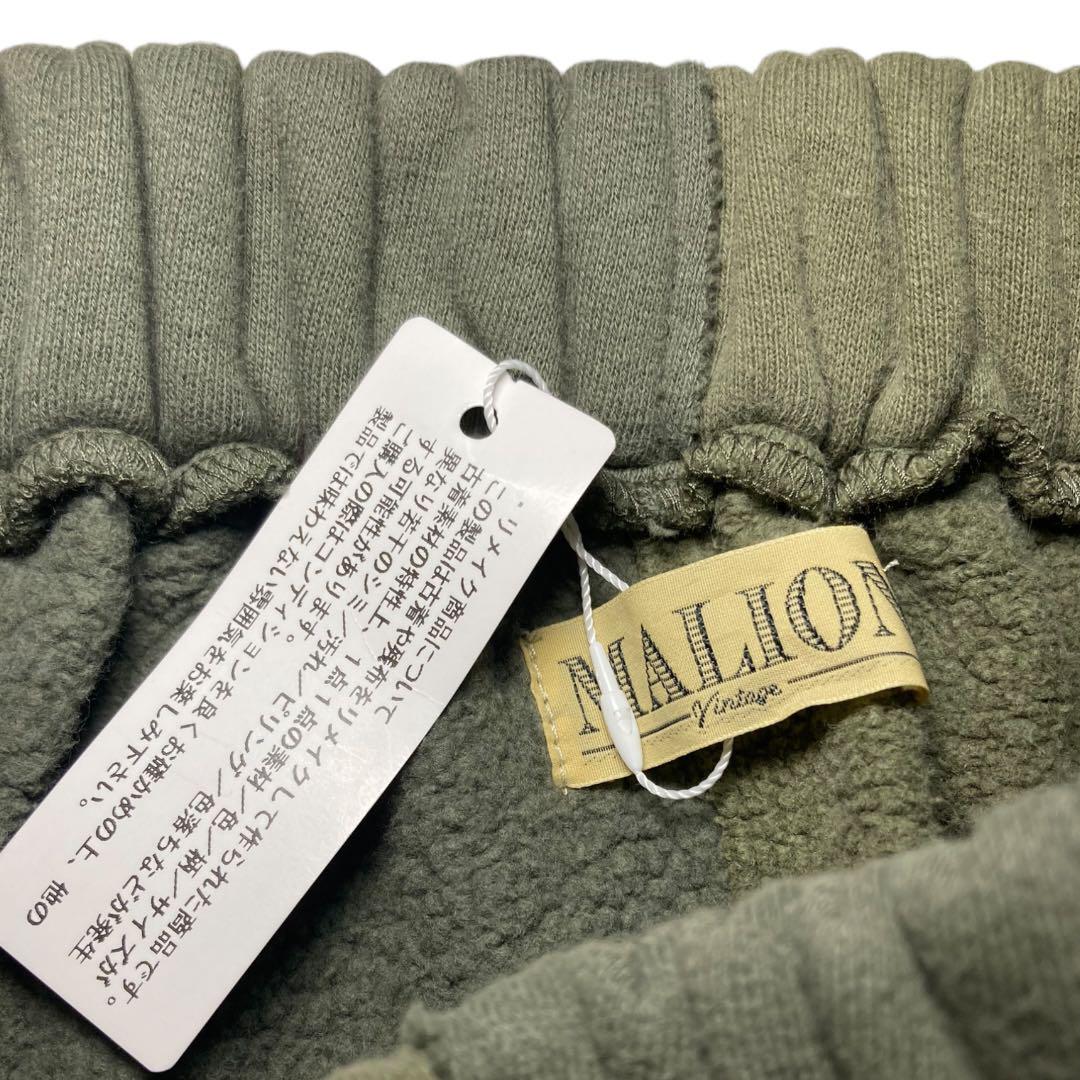 "リメイク商品について
この製品は古着や残布をリメイクして作られた商品です。
古着素材の特性上 1点1点の素材/色/柄/サイズが
異なり若干のシミ/汚れ/ピリング/色落ちなどが発生
する可能性があります。
ご購入の際はコンディションを良くお確かめの上、他の
製品では味わえない雰囲気をお楽しみ下さい。
MALION
Vintage